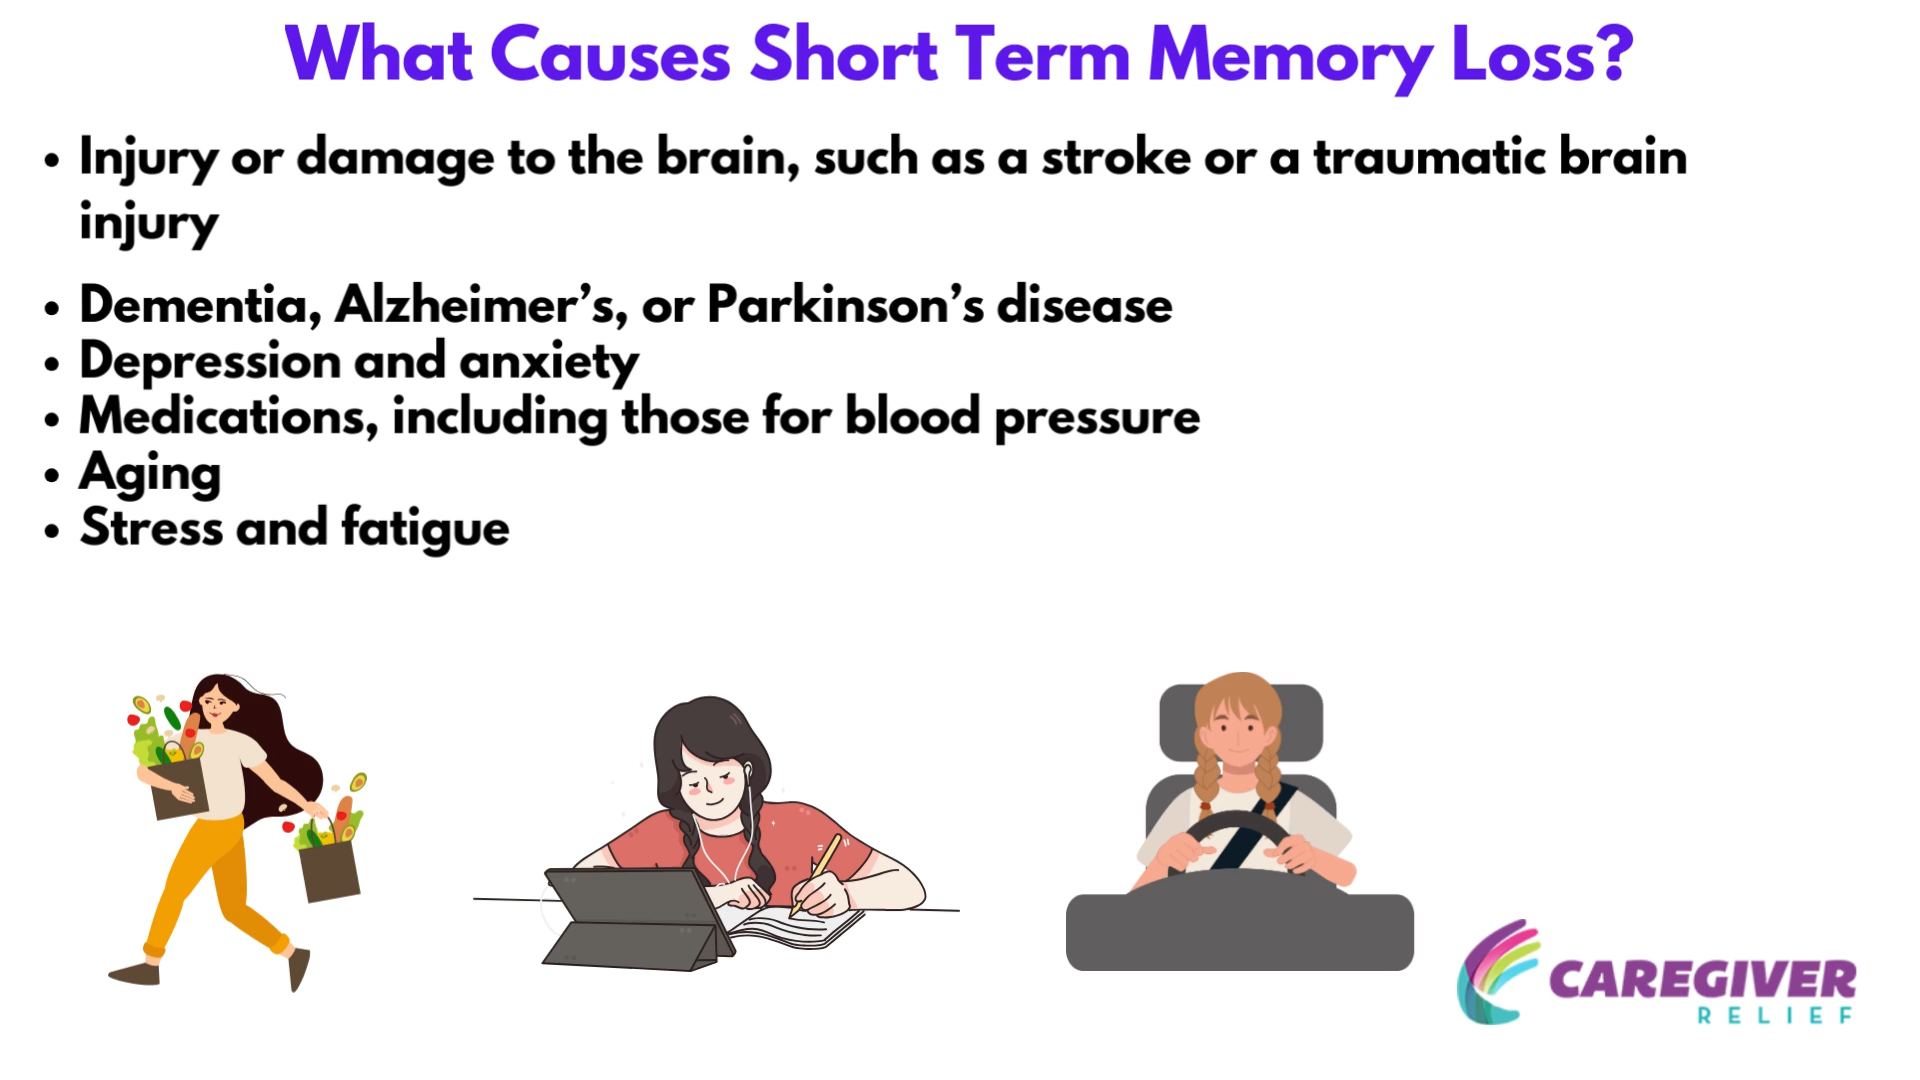 What Causes Short Term Memory Loss?
• Injury or damage to the brain, such as a stroke or a traumatic brain
injury
• Dementia, Alzheimer’s, or Parkinson’s disease
• Depression and anxiety
• Medications, including those for blood pressure
• Aging
• Stress and fatigue
CAREGIVER
RELIEF